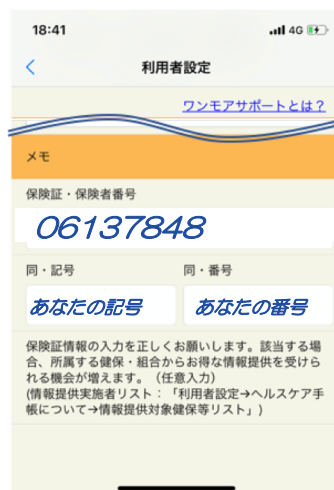 18:41
4G
利用者設定
ワンモアサポートとは?
メモ
保険証・保険者番号
06137848
同・記号 同・番号
あなたの記号 あなたの番号
保険証情報の入力を正しくお願いします。該当する場
合、所属する健保・組合からお得な情報提供を受けら
れる機会が増えます。（任意入力）
(情報提供実施者リスト：「利用者設定→ヘルスケア手
帳について→情報提供対象健保等リスト」)